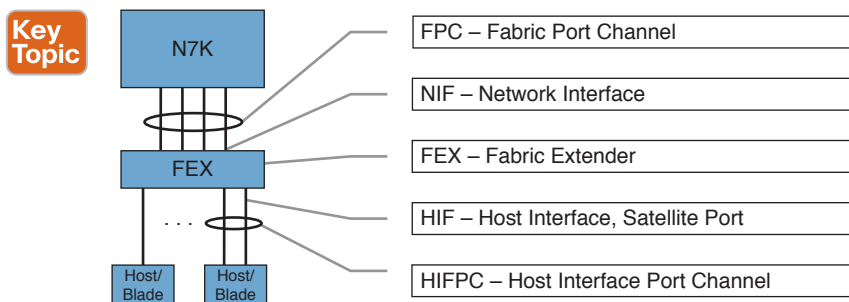 Key
Topic
N7K
FPC – Fabric Port Channel
NIF – Network Interface
FEX
FEX – Fabric Extender
. . .
HIF – Host Interface, Satellite Port
Host/
Blade
Host/
Blade
HIFPC – Host Interface Port Channel